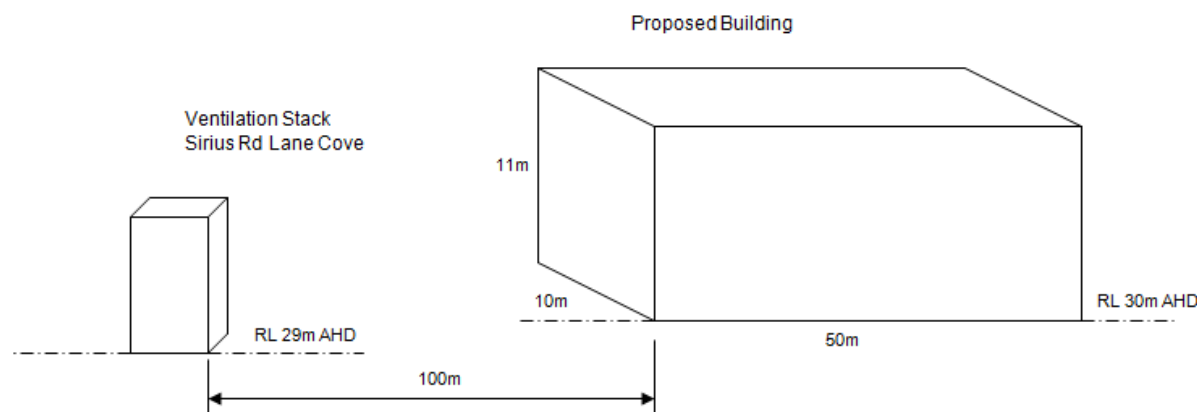 Proposed Building
Ventilation Stack
Sirius Rd Lane Cove
11m
10m
RL 30m AHD
RL 29m AHD
50m
100m